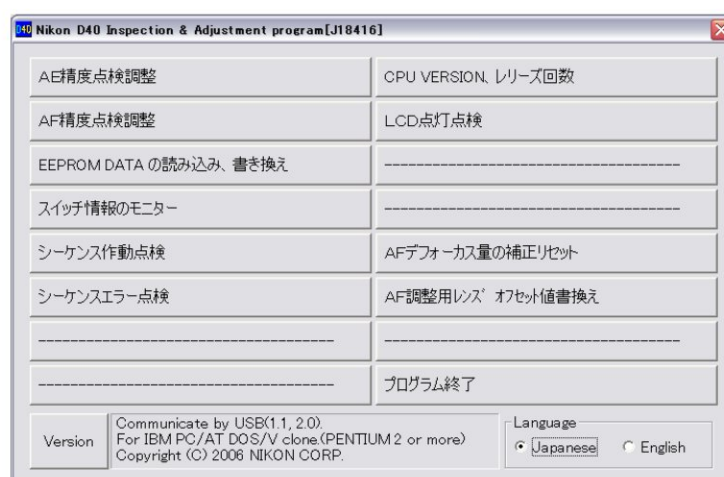 Nikon D40 Inspection & Adjustment program[J18416]
AE精度点検調整
CPU VERSION、レリーズ回数
AF精度点検調整
LCD点灯点検
EEPROM DATA の読み込み、書き換え
------------------------------------
スイッチ情報のモニター
------------------------------------
シーケンス作動点検
AFデフォーカス量の補正リセット
シーケンスエラー点検
AF調整用レンズ オフセット値書換え
------------------------------------
------------------------------------
------------------------------------
プログラム終了
Version
Communicate by USB(1.1, 2.0).
For IBM PC/AT DOS/V clone.(PENTIUM 2 or more)
Copyright (C) 2006 NIKON CORP.
Language
Japanese
English